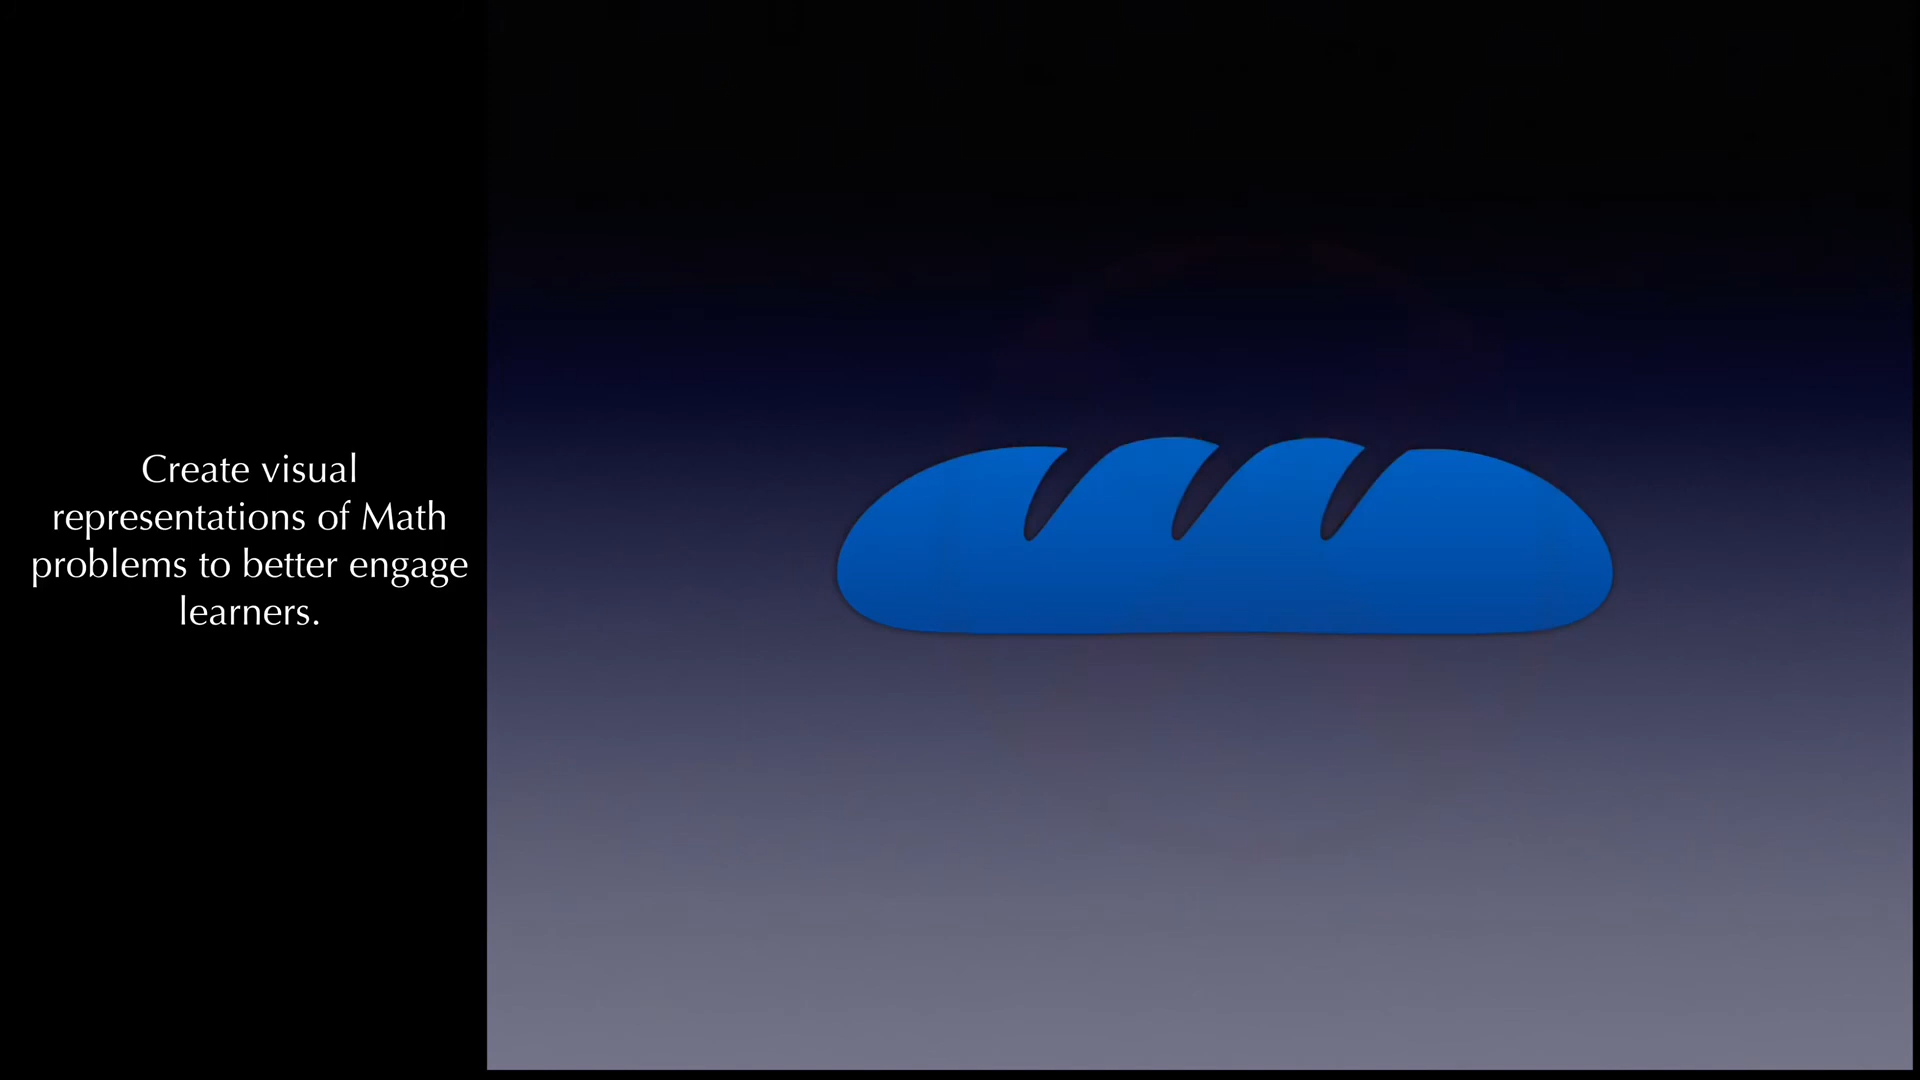 Create visual
representations of Math
problems to better engage
learners.